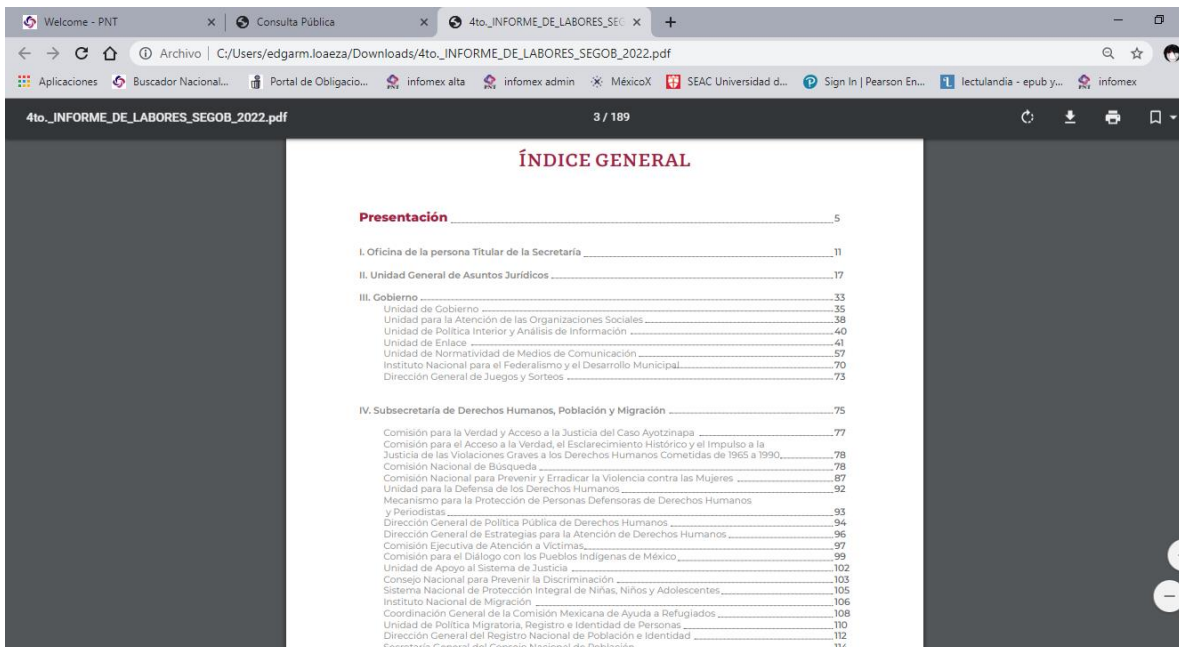 Welcome - PNT
Consulta Pública
4to._INFORME_DE_LABORES_SEG
Archivo | C:/Users/edgarm.loaeza/Downloads/4to._INFORME_DE_LABORES_SEGOB_2022.pdf
Aplicaciones Buscador Nacional... Portal de Obligacio... infomex alta infomex admin MéxicoX SEAC Universidad d... Sign In | Pearson En... lectulandia - epub y... infomex
4to._INFORME_DE_LABORES_SEGOB_2022.pdf 3 / 189
ÍNDICE GENERAL
Presentación 5
I. Oficina de la persona Titular de la Secretaría 11
II. Unidad General de Asuntos Jurídicos 17
III. Gobierno 33
Unidad de Gobierno 35
Unidad para la Atención de las Organizaciones Sociales 38
Unidad de Política Interior y Análisis de Información 40
Unidad de Enlace 41
Unidad de Normatividad de Medios de Comunicación 57
Instituto Nacional para el Federalismo y el Desarrollo Municipal 70
Dirección General de Juegos y Sorteos 73
IV. Subsecretaría de Derechos Humanos, Población y Migración 75
Comisión para la Verdad y Acceso a la Justicia del Caso Ayotzinapa 77
Comisión para el Acceso a la Verdad, el Esclarecimiento Histórico y el Impulso a la
Justicia de las Violaciones Graves a los Derechos Humanos Cometidas de 1965 a 1990 78
Comisión Nacional de Búsqueda 78
Comisión Nacional para Prevenir y Erradicar la Violencia contra las Mujeres 87
Unidad para la Defensa de los Derechos Humanos 92
Mecanismo para la Protección de Personas Defensoras de Derechos Humanos
y Periodistas 93
Dirección General de Política Pública de Derechos Humanos 94
Dirección General de Estrategias para la Atención de Derechos Humanos 96
Comisión Ejecutiva de Atención a Víctimas 97
Comisión para el Diálogo con los Pueblos Indígenas de México 99
Unidad de Apoyo al Sistema de Justicia 102
Consejo Nacional para Prevenir la Discriminación 103
Sistema Nacional de Protección Integral de Niñas, Niños y Adolescentes 105
Instituto Nacional de Migración 106
Coordinación General de la Comisión Mexicana de Ayuda a Refugiados 108
Unidad de Política Migratoria, Registro e Identidad de Personas 110
Dirección General del Registro Nacional de Población e Identidad 112
Secretaría General del Consejo Nacional de Población 114